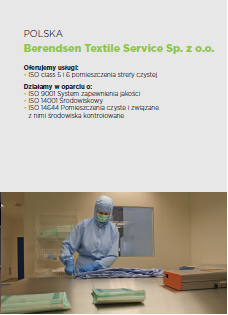 POLSKA
Berendsen Textile Service Sp. z o.o.
Oferujemy usługi:
• ISO class 5 i 6 pomieszczenia strefy czystej
Działamy w oparciu o:
• ISO 9001 System zapewnienia jakości
• ISO 14001 Środowiskowy
• ISO 14644 Pomieszczenia czyste i związane
z nimi środowiska kontrolowane